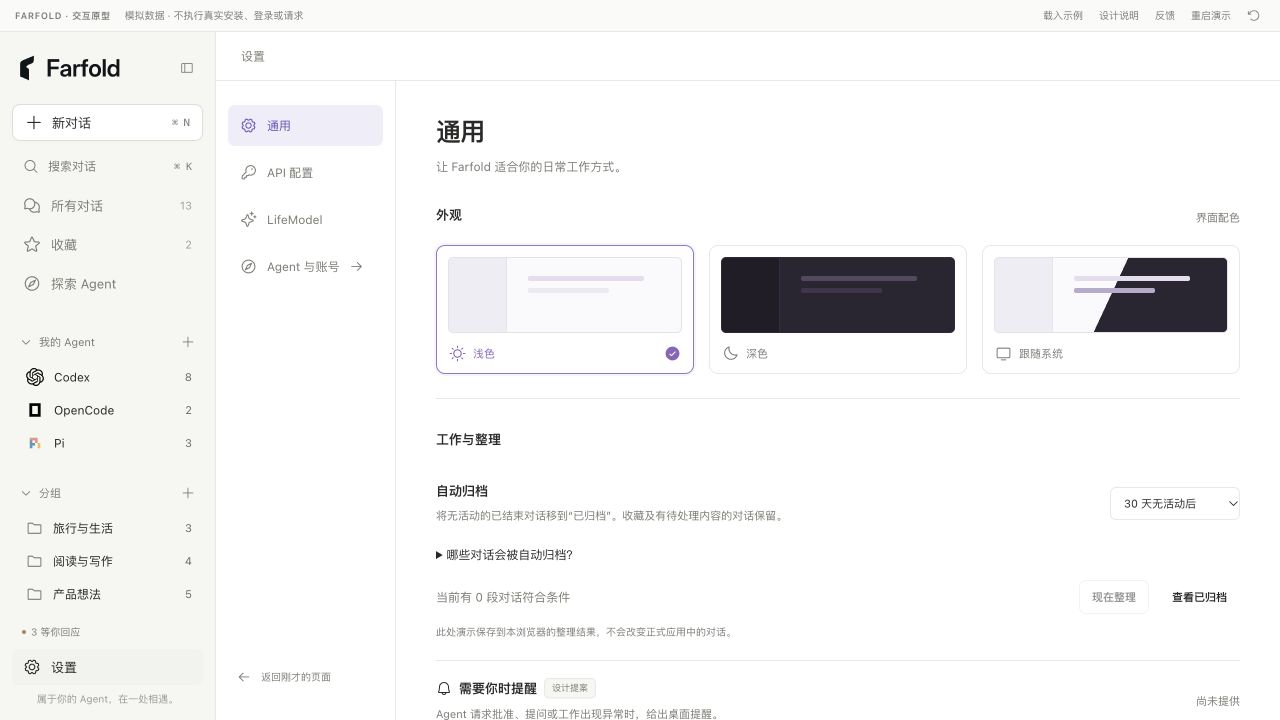 FARFOLD · 交互原型 模拟数据 · 不执行真实安装、登录或请求
载入示例 设计说明 反馈 重启演示
Farfold
新对话 ⌘ N
搜索对话 ⌘ K
所有对话 13
收藏 2
探索 Agent
我的 Agent
Codex 8
OpenCode 2
Pi 3
分组
旅行与生活 3
阅读与写作 4
产品想法 5
3 等你回应
设置
属于你的 Agent，在一处相遇。
设置
通用
API 配置
LifeModel
Agent 与账号
返回刚才的页面
通用
让 Farfold 适合你的日常工作方式。
外观
界面配色
浅色
深色
跟随系统
工作与整理
自动归档
将无活动的已结束对话移到“已归档”。收藏及有待处理内容的对话保留。
30 天无活动后
哪些对话会被自动归档？
当前有 0 段对话符合条件
现在整理 查看已归档
此处演示保存到本浏览器的整理结果，不会改变正式应用中的对话。
需要你时提醒 设计提案
Agent 请求批准、提问或工作出现异常时，给出桌面提醒。
尚未提供